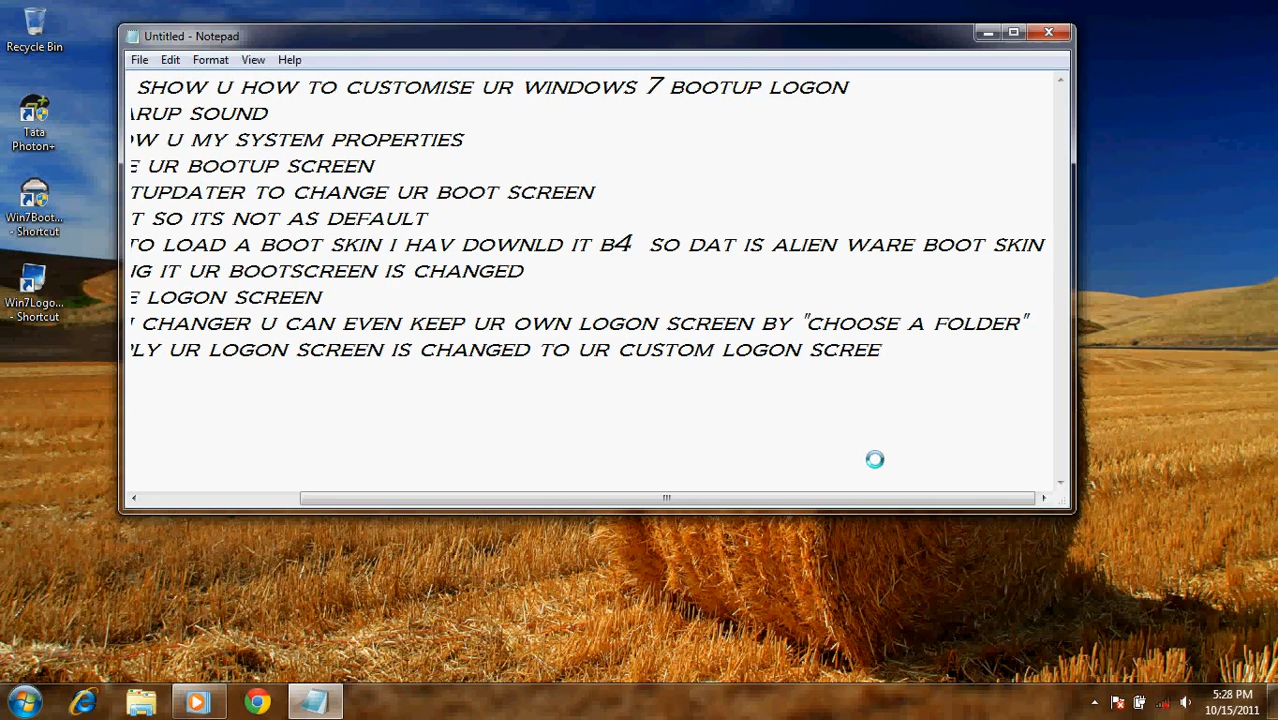 Recycle Bin
Tata
Photon+
Win7Boot...
- Shortcut
Win7Logo...
- Shortcut
Untitled - Notepad
File Edit Format View Help
SHOW U HOW TO CUSTOMISE UR WINDOWS 7 BOOTUP LOGON
ARUP SOUND
OW U MY SYSTEM PROPERTIES
E UR BOOTUP SCREEN
TUPDATER TO CHANGE UR BOOT SCREEN
T SO ITS NOT AS DEFAULT
TO LOAD A BOOT SKIN I HAV DOWNLD IT B4 SO DAT IS ALIEN WARE BOOT SKIN
NG IT UR BOOTSCREEN IS CHANGED
E LOGON SCREEN
CHANGER U CAN EVEN KEEP UR OWN LOGON SCREEN BY "CHOOSE A FOLDER"
PLY UR LOGON SCREEN IS CHANGED TO UR CUSTOM LOGON SCREE
5:28 PM
10/15/2011